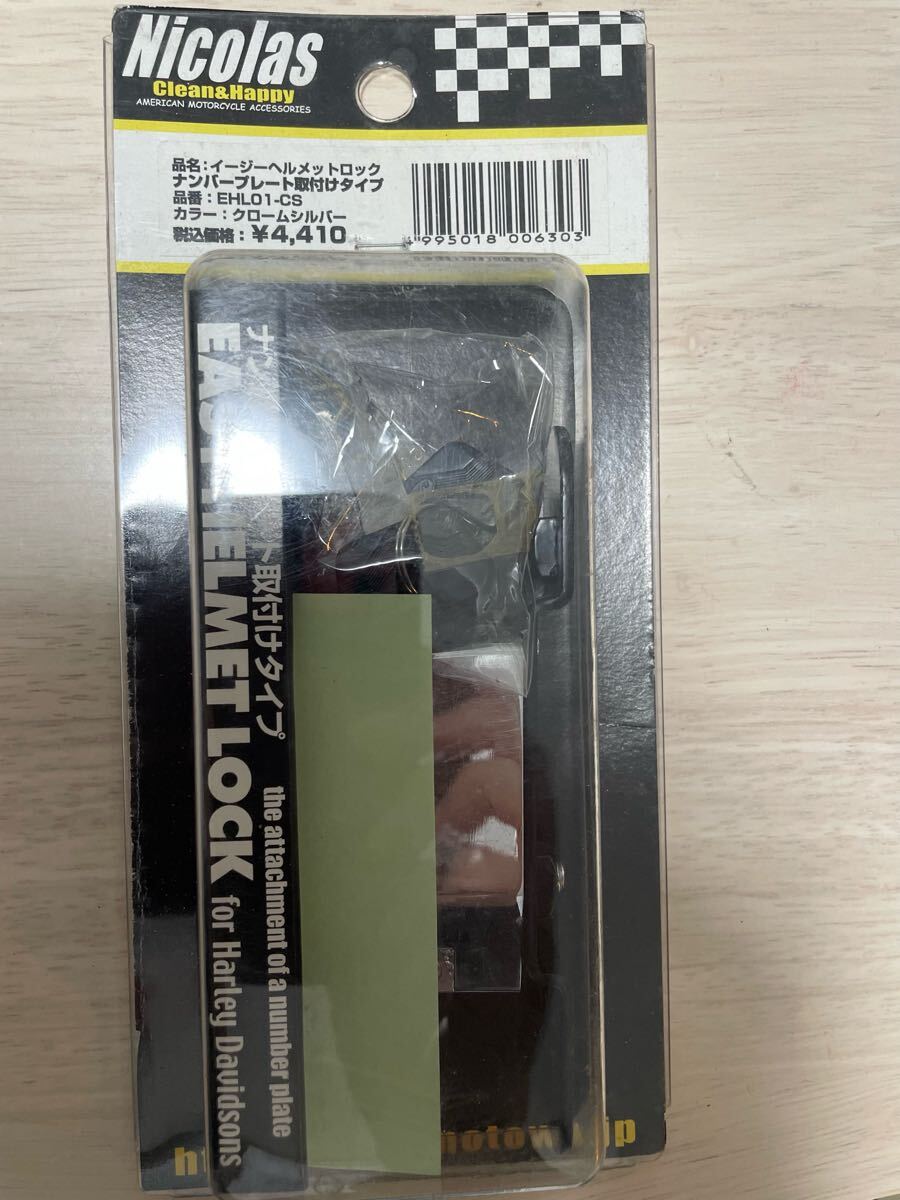 Nicolas
Clean&Happy
AMERICAN MOTORCYCLE ACCESSORIES
品名:イージーヘルメットロック
ナンバープレート取付けタイプ
品番:EHL01-CS
カラー:クロームシルバー
税込価格:¥4,410
4995018 006303
ト取付けタイプ
the attachment of a number plate
HELMET LOCK for Harley Davidsons